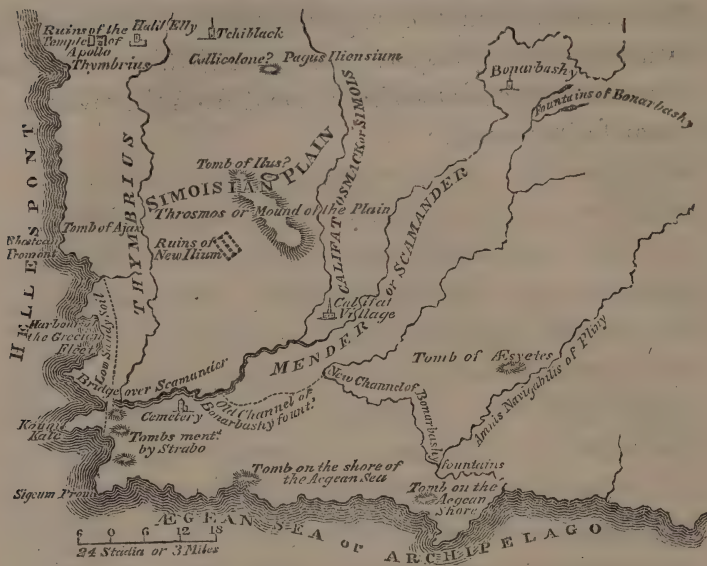 Ruins of the
Temple of
Apollo
Thymbrius
Halil Elly
Tchiblack
Callicolone?
Pagus Iliensium
Bonarbashy
Fountains of Bonarbashy
HELLESPONT
THYMBRIUS
SIMOISIAN PLAIN
Tomb of Ilus?
Throsmos or Mound of the Plain
CALIFAT OSMACK or SIMOIS
Tomb of Ajax
Ruins of
New Ilium
MENDER or SCAMANDER
Califat
Village
Harbour of
the Grecian
Fleet
Low Sandy Soil
Bridge over Scamander
Cemetery
Old Channel of
Bonarbashy fount.^s
New Channel of Bonarbashy
fountains
Tomb of Æsyetes
Amnis Navigabilis of Pliny
Koum
Kale
Tombs ment.^d
by Strabo
Sigeum Prom.
Tomb on the shore of
the Aegean Sea
Tomb on the
Aegean
Shore
ÆGEAN SEA or ARCHIPELAGO
6 0 6 12 18
24 Stadia or 3 Miles